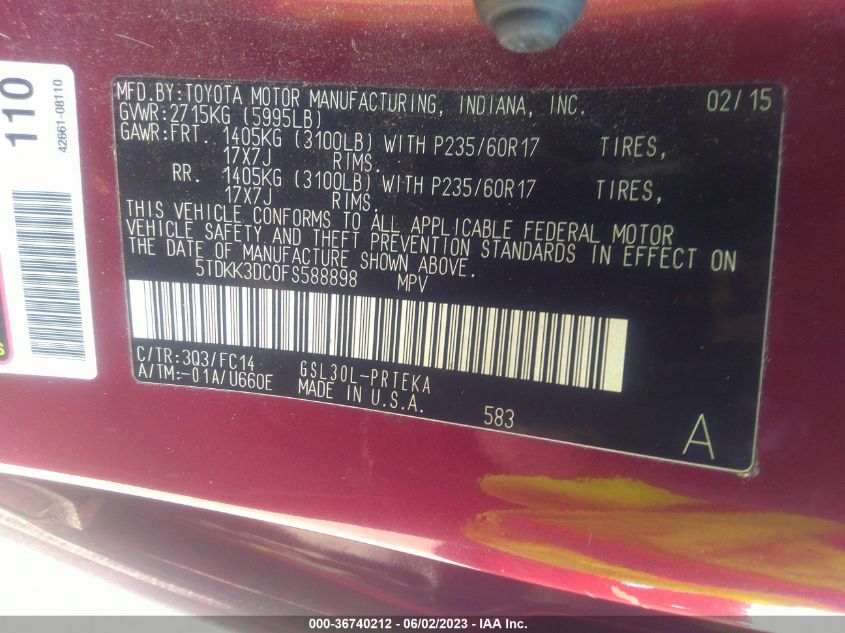 110
42661-08110
MFD.BY:TOYOTA MOTOR MANUFACTURING, INDIANA, INC. 02/15
GVWR:2715KG (5995LB)
GAWR:FRT. 1405KG (3100LB) WITH P235/60R17 TIRES,
17X7J RIMS.
RR. 1405KG (3100LB) WITH P235/60R17 TIRES,
17X7J RIMS.
THIS VEHICLE CONFORMS TO ALL APPLICABLE FEDERAL MOTOR
VEHICLE SAFETY AND THEFT PREVENTION STANDARDS IN EFFECT ON
THE DATE OF MANUFACTURE SHOWN ABOVE.
5TDKK3DC0FS588898 MPV
C/TR:3Q3/FC14 GSL30L-PRTEKA
A/TM:-01A/U660E MADE IN U.S.A.
583
A
000-36740212 - 06/02/2023 - IAA Inc.